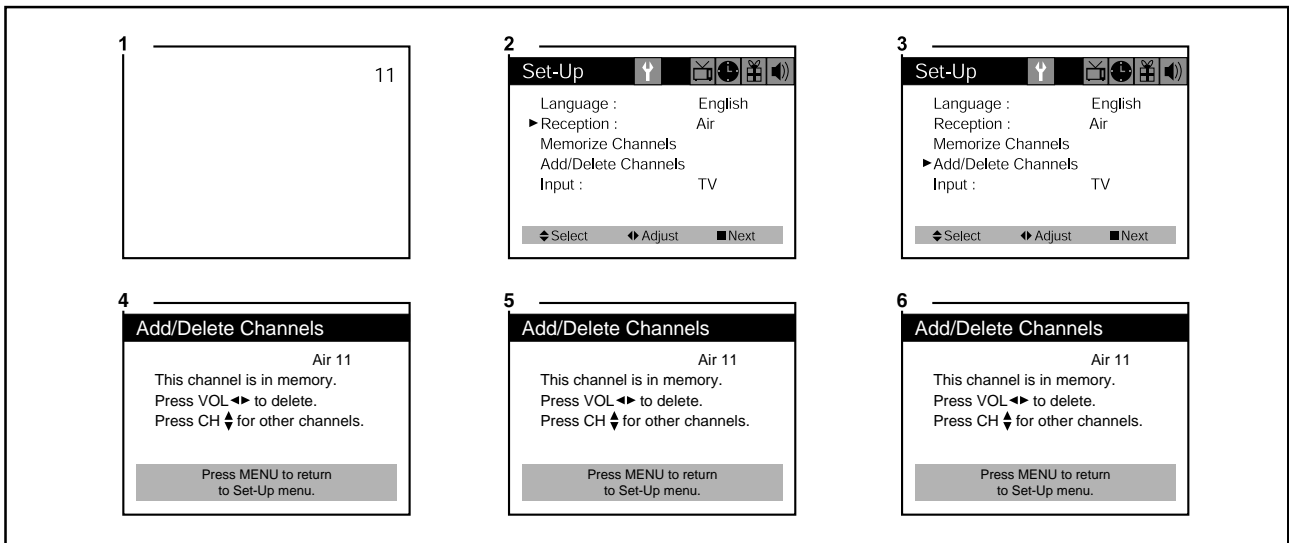 1
11
2
Set-Up
Language : English
►Reception : Air
Memorize Channels
Add/Delete Channels
Input : TV
Select Adjust Next
3
Set-Up
Language : English
Reception : Air
Memorize Channels
►Add/Delete Channels
Input : TV
Select Adjust Next
4
Add/Delete Channels
Air 11
This channel is in memory.
Press VOL◄► to delete.
Press CH ▲▼ for other channels.
Press MENU to return
to Set-Up menu.
5
Add/Delete Channels
Air 11
This channel is in memory.
Press VOL◄► to delete.
Press CH ▲▼ for other channels.
Press MENU to return
to Set-Up menu.
6
Add/Delete Channels
Air 11
This channel is in memory.
Press VOL◄► to delete.
Press CH ▲▼ for other channels.
Press MENU to return
to Set-Up menu.